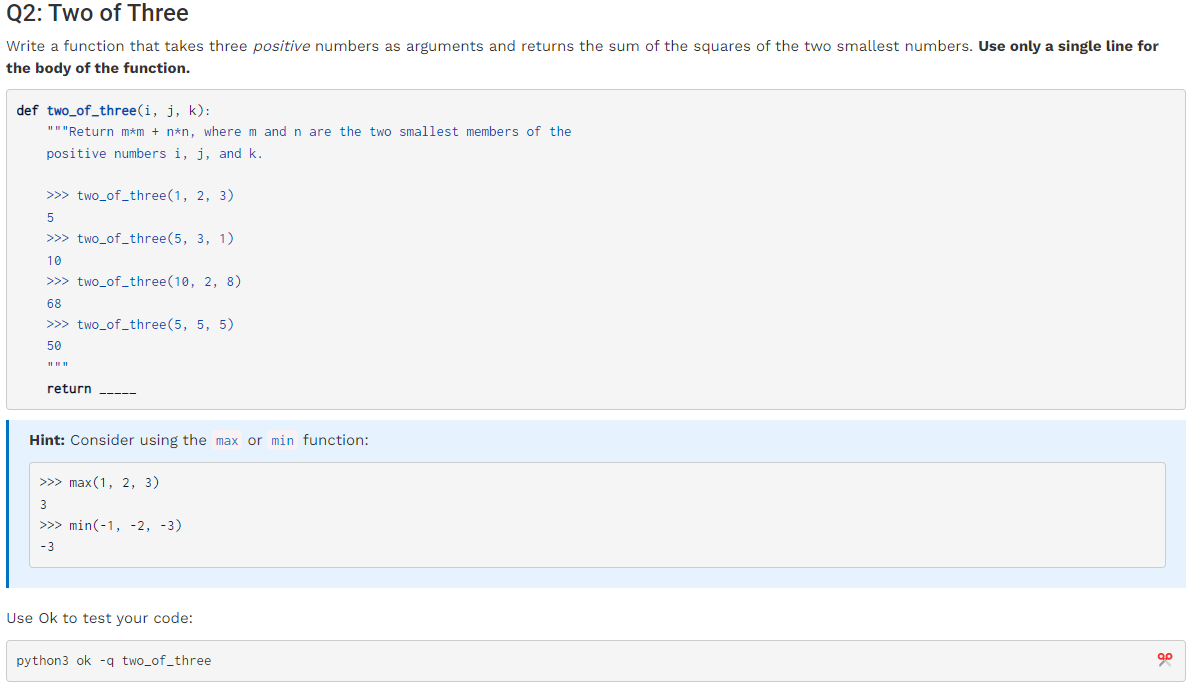 Q2: Two of Three
Write a function that takes three positive numbers as arguments and returns the sum of the squares of the two smallest numbers. Use only a single line for
the body of the function.
def two_of_three(i, j, k):
    """Return m*m + n*n, where m and n are the two smallest members of the
    positive numbers i, j, and k.
    >>> two_of_three(1, 2, 3)
    5
    >>> two_of_three(5, 3, 1)
    10
    >>> two_of_three(10, 2, 8)
    68
    >>> two_of_three(5, 5, 5)
    50
    """
    return _____
Hint: Consider using the max or min function:
>>> max(1, 2, 3)
3
>>> min(-1, -2, -3)
-3
Use Ok to test your code:
python3 ok -q two_of_three